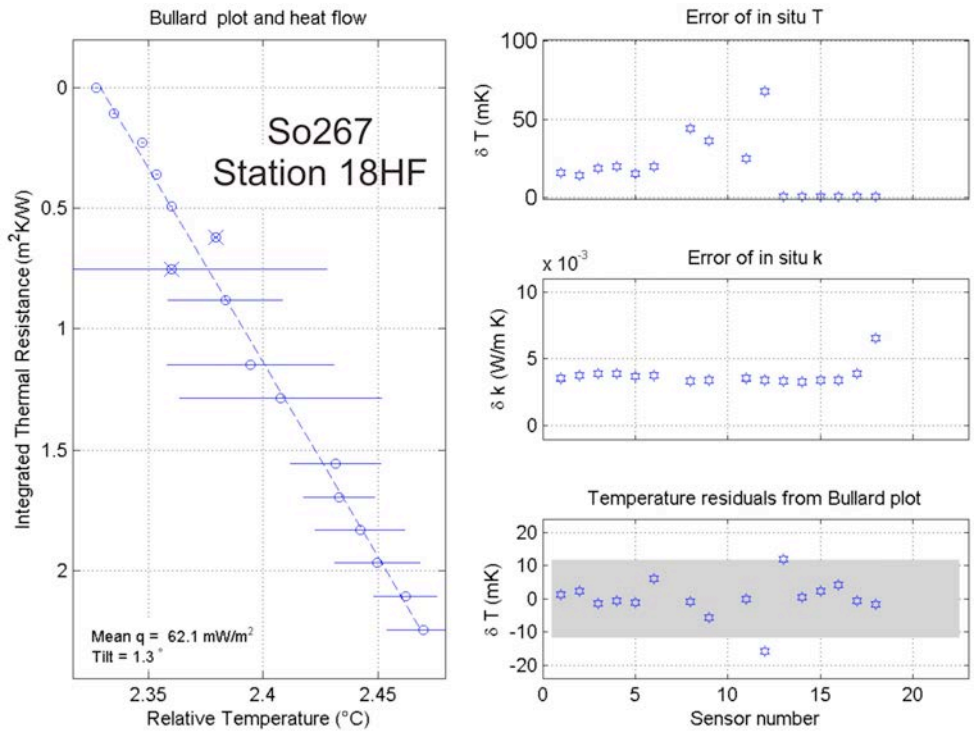 Bullard plot and heat flow
0
0.5
1
1.5
2
Integrated Thermal Resistance (m²K/W)
So267
Station 18HF
Mean q = 62.1 mW/m²
Tilt = 1.3°
2.35
2.4
2.45
Relative Temperature (°C)
Error of in situ T
100
50
0
δ T (mK)
Error of in situ k
x 10⁻³
10
5
0
δ k (W/m K)
Temperature residuals from Bullard plot
20
10
0
-10
-20
δ T (mK)
0
5
10
15
20
Sensor number